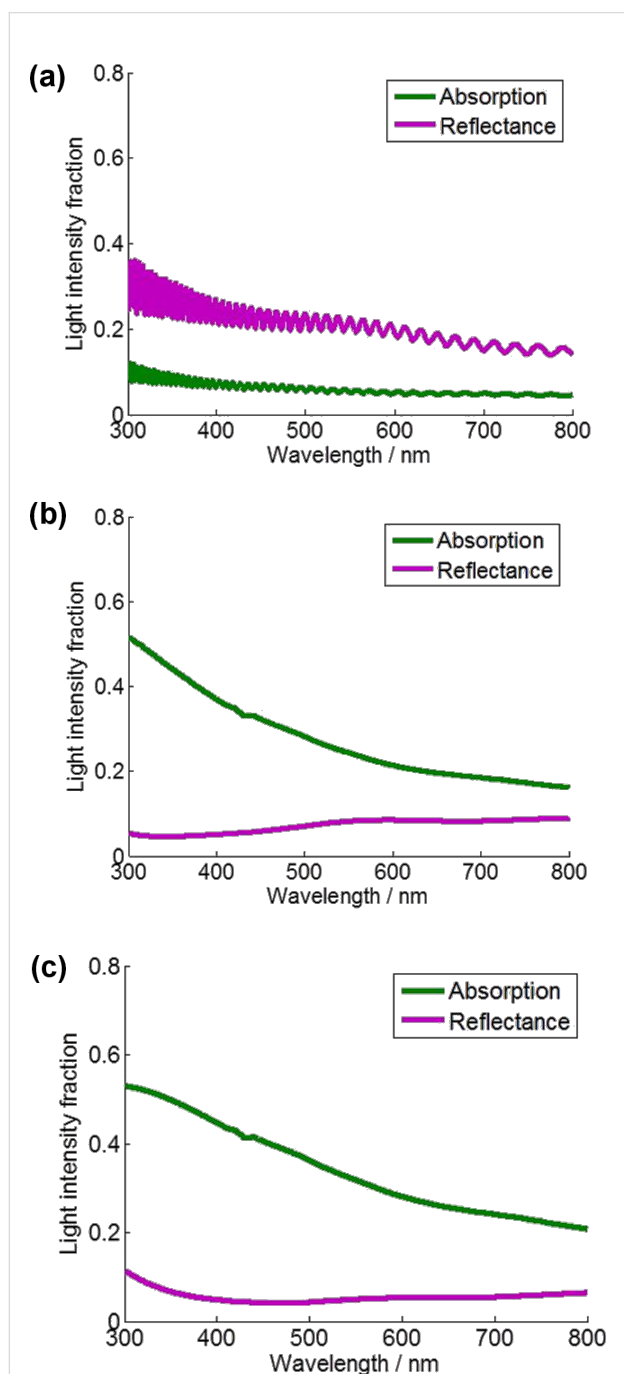 (a)
0.8
0.6
0.4
0.2
0
Light intensity fraction
Absorption
Reflectance
300 400 500 600 700 800
Wavelength / nm
(b)
0.8
0.6
0.4
0.2
0
Light intensity fraction
Absorption
Reflectance
300 400 500 600 700 800
Wavelength / nm
(c)
0.8
0.6
0.4
0.2
0
Light intensity fraction
Absorption
Reflectance
300 400 500 600 700 800
Wavelength / nm